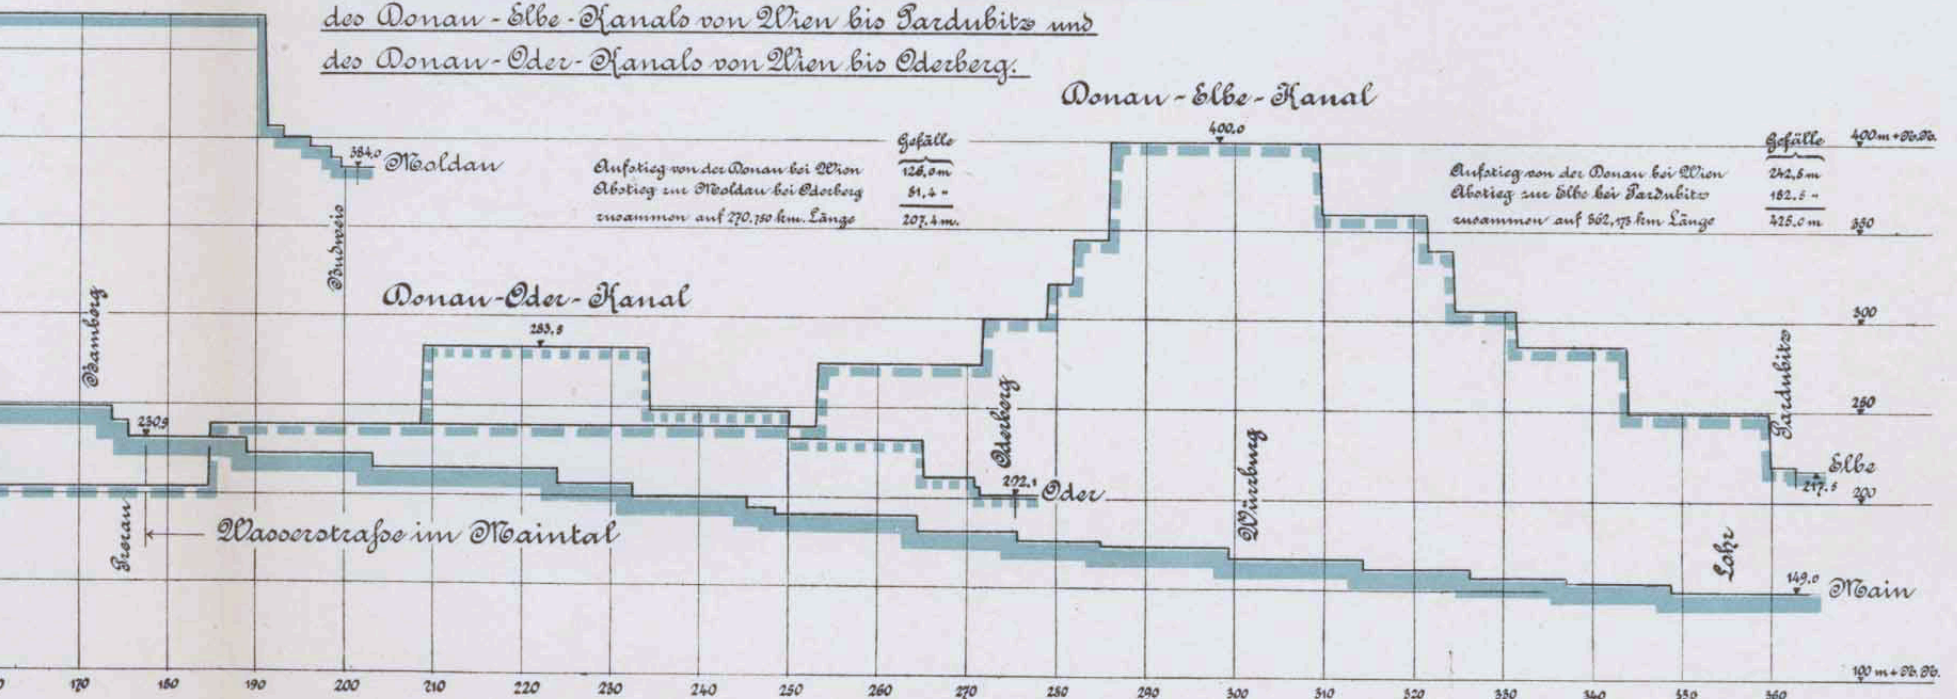 des Donau-Elbe-Kanals von Wien bis Pardubitz und
des Donau-Oder-Kanals von Wien bis Oderberg.
Donau-Elbe-Kanal
400,0
Gefälle
Aufstieg von der Donau bei Wien 126,0 m
Abstieg zur Moldau bei Oderberg 81,4 "
zusammen auf 270,750 km. Länge 207,4 m.
Gefälle
Aufstieg von der Donau bei Wien 242,5 m
Abstieg zur Elbe bei Pardubitz 182,5 "
zusammen auf 362,173 km Länge 425,0 m
400 m + N.N.
350
300
250
200
100 m + N.N.
384,0 Moldau
Budweis
Bamberg
Donau-Oder-Kanal
283,8
230,9
Prerau
Wasserstraße im Maintal
Oderberg
202,1 Oder
Würzburg
Pardubitz
Elbe
217,5
Lohr
149,0 Main
170 180 190 200 210 220 230 240 250 260 270 280 290 300 310 320 330 340 350 360